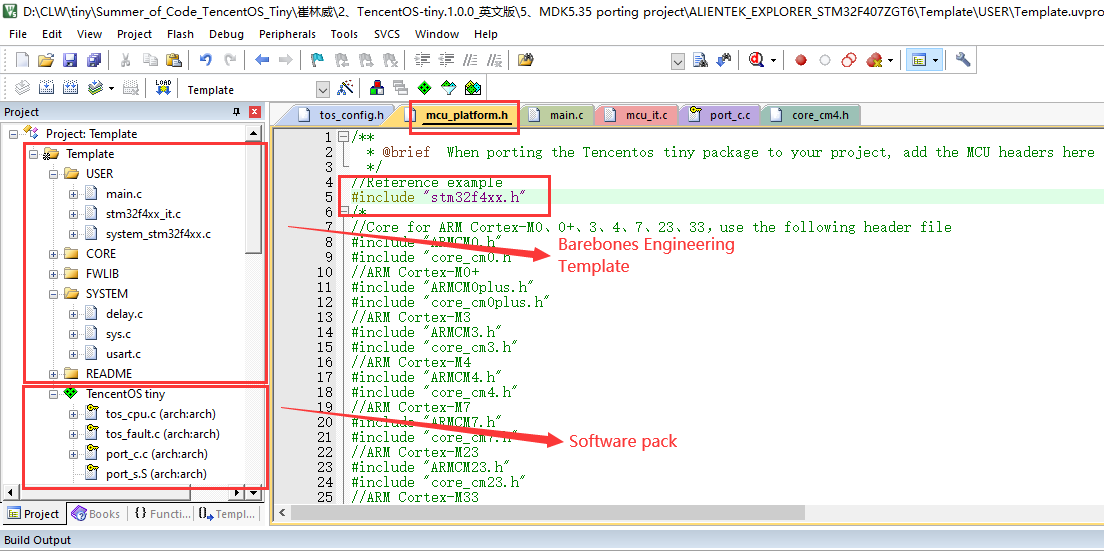 D:\CLW\tiny\Summer_of_Code_TencentOS_Tiny\崔林威\2、TencentOS-tiny.1.0.0_英文版\5、MDK5.35 porting project\ALIENTEK_EXPLORER_STM32F407ZGT6\Template\USER\Template.uvpro
File Edit View Project Flash Debug Peripherals Tools SVCS Window Help
LOAD Template
Project
Project: Template
Template
USER
main.c
stm32f4xx_it.c
system_stm32f4xx.c
CORE
FWLIB
SYSTEM
delay.c
sys.c
usart.c
README
TencentOS tiny
tos_cpu.c (arch:arch)
tos_fault.c (arch:arch)
port_c.c (arch:arch)
port_s.S (arch:arch)
Project Books {} Functi... Templ...
tos_config.h mcu_platform.h main.c mcu_it.c port_c.c core_cm4.h
1 /**
2 * @brief When porting the Tencentos tiny package to your project, add the MCU headers here
3 */
4 //Reference example
5 #include "stm32f4xx.h"
6 /*
7 //Core for ARM Cortex-M0、0+、3、4、7、23、33，use the following header file
8 #include "ARMCM0.h"
9 #include "core_cm0.h"
10 //ARM Cortex-M0+
11 #include "ARMCM0plus.h"
12 #include "core_cm0plus.h"
13 //ARM Cortex-M3
14 #include "ARMCM3.h"
15 #include "core_cm3.h"
16 //ARM Cortex-M4
17 #include "ARMCM4.h"
18 #include "core_cm4.h"
19 //ARM Cortex-M7
20 #include "ARMCM7.h"
21 #include "core_cm7.h"
22 //ARM Cortex-M23
23 #include "ARMCM23.h"
24 #include "core_cm23.h"
25 //ARM Cortex-M33
Barebones Engineering
Template
Software pack
Build Output